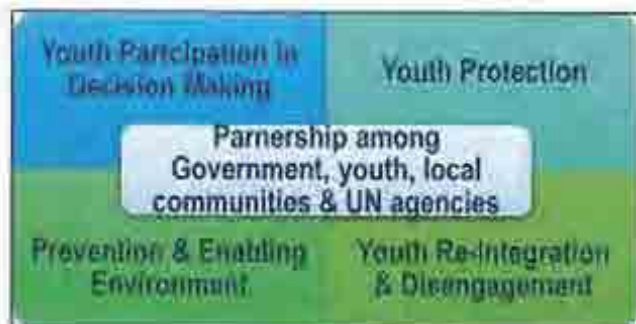 Youth Participation in
Decision Making
Youth Protection
Parnership among
Government, youth, local
communities & UN agencies
Prevention & Enabling
Environment
Youth Re-Integration
& Disengagement